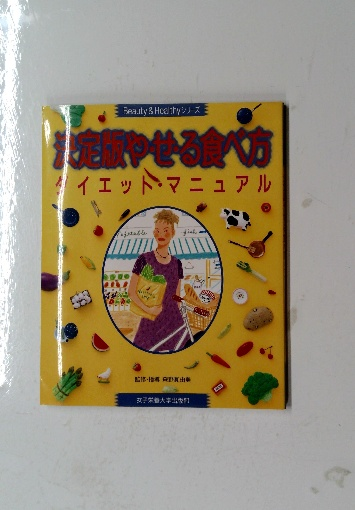 Beauty & Healthyシリーズ
決定版やせる食べ方
ダイエット・マニュアル
女子栄養大学出版部